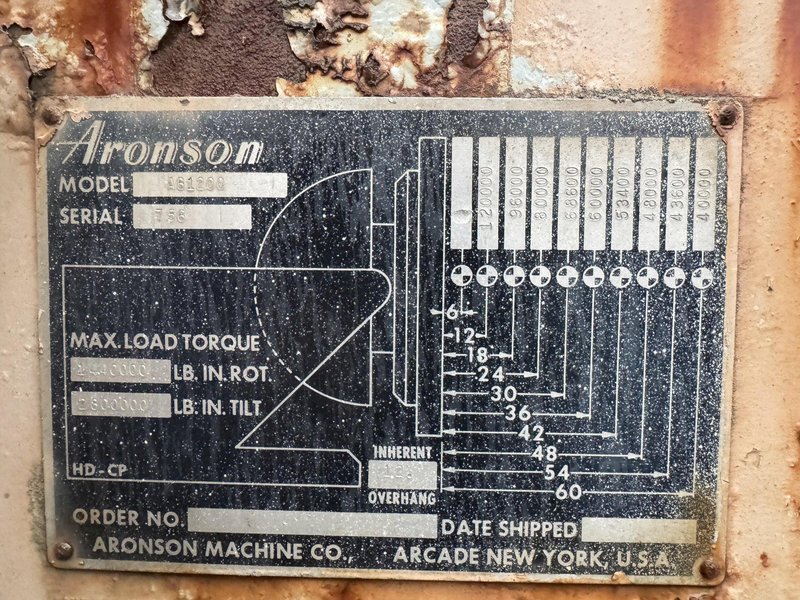 Aronson
MODEL
SERIAL 756
120000
96000
80000
68600
60000
53400
48000
43600
40000
6
12
18
24
30
36
42
48
54
60
MAX. LOAD TORQUE
LB. IN. ROT.
LB. IN. TILT
HD-CP
INHERENT
OVERHANG
ORDER NO.
DATE SHIPPED
ARONSON MACHINE CO., ARCADE NEW YORK, U.S.A.